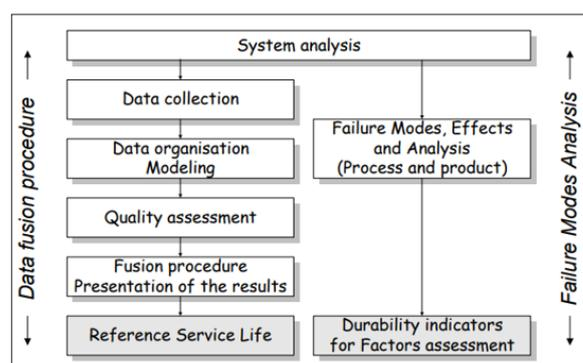 System analysis
Data collection
Data organisation
Modeling
Quality assessment
Fusion procedure
Presentation of the results
Reference Service Life
Failure Modes, Effects
and Analysis
(Process and product)
Durability indicators
for Factors assessment
Data fusion procedure
Failure Modes Analysis